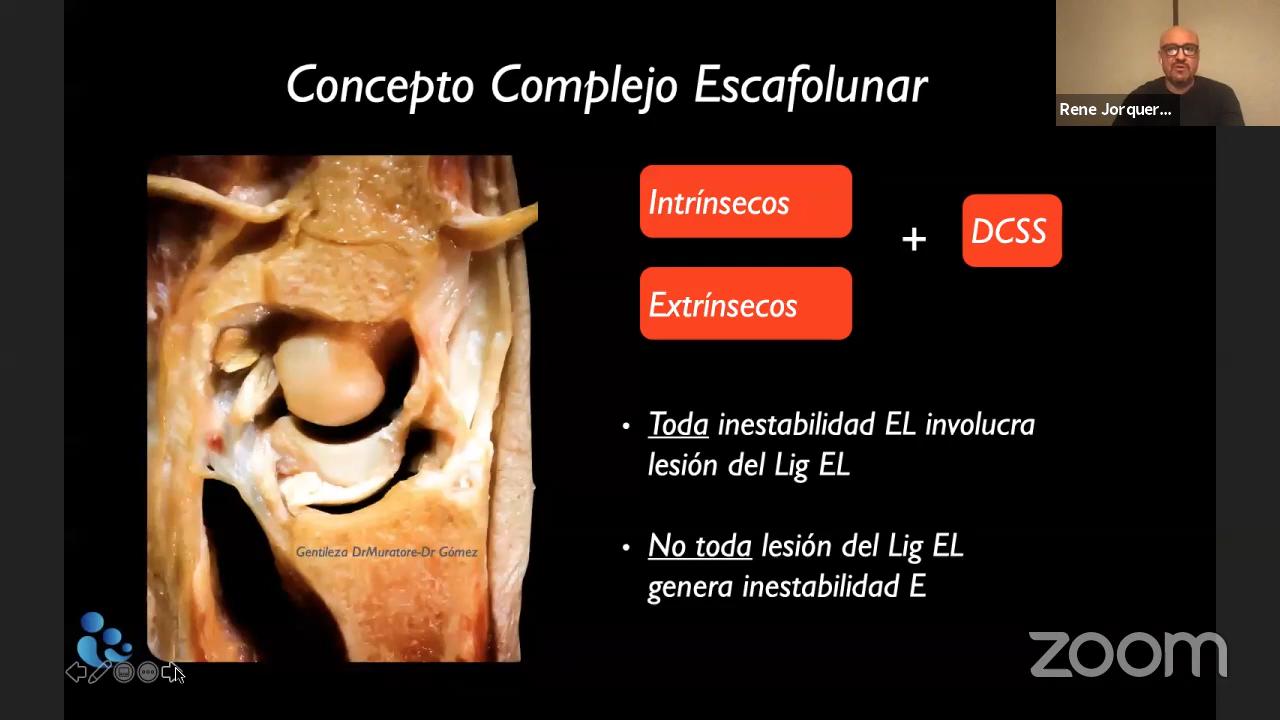 Concepto Complejo Escafolunar
Rene Jorquer...
Intrínsecos
+
DCSS
Extrínsecos
• Toda inestabilidad EL involucra
lesión del Lig EL
• No toda lesión del Lig EL
genera inestabilidad E
Gentileza DrMuratore-Dr Gómez
zoom